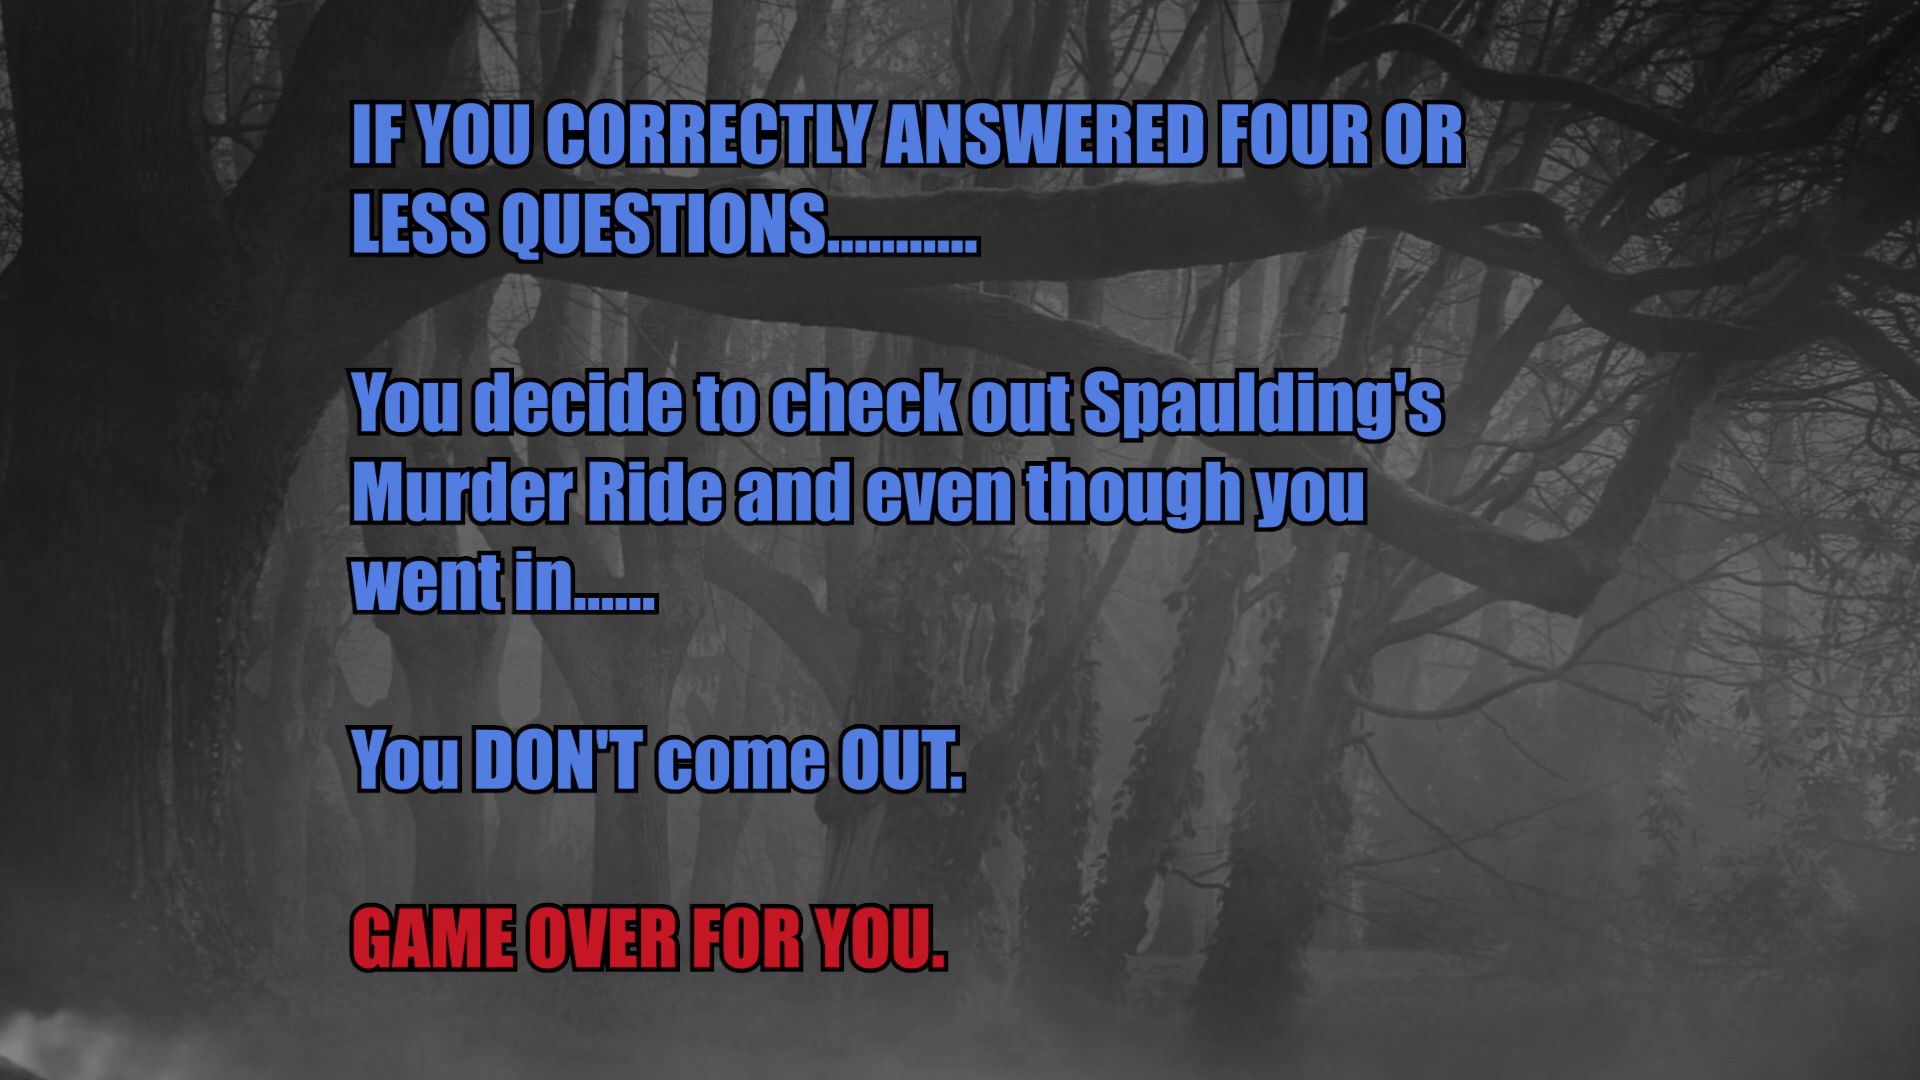 IF YOU CORRECTLY ANSWERED FOUR OR
LESS QUESTIONS...........
You decide to check out Spaulding's
Murder Ride and even though you
went in......
You DON'T come OUT.
GAME OVER FOR YOU.